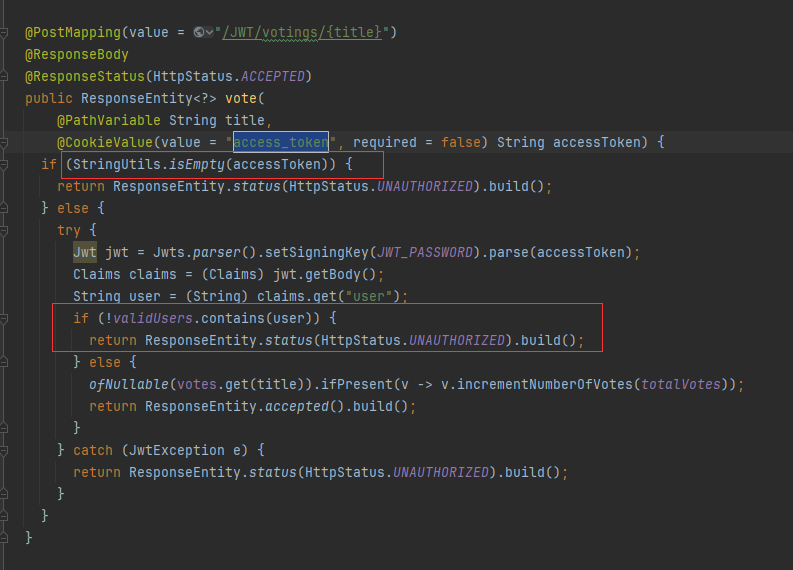 @PostMapping(value = "/JWT/votings/{title}")
@ResponseBody
@ResponseStatus(HttpStatus.ACCEPTED)
public ResponseEntity<?> vote(
    @PathVariable String title,
    @CookieValue(value = "access_token", required = false) String accessToken) {
  if (StringUtils.isEmpty(accessToken)) {
    return ResponseEntity.status(HttpStatus.UNAUTHORIZED).build();
  } else {
    try {
      Jwt jwt = Jwts.parser().setSigningKey(JWT_PASSWORD).parse(accessToken);
      Claims claims = (Claims) jwt.getBody();
      String user = (String) claims.get("user");
      if (!validUsers.contains(user)) {
        return ResponseEntity.status(HttpStatus.UNAUTHORIZED).build();
      } else {
        ofNullable(votes.get(title)).ifPresent(v -> v.incrementNumberOfVotes(totalVotes));
        return ResponseEntity.accepted().build();
      }
    } catch (JwtException e) {
      return ResponseEntity.status(HttpStatus.UNAUTHORIZED).build();
    }
  }
}